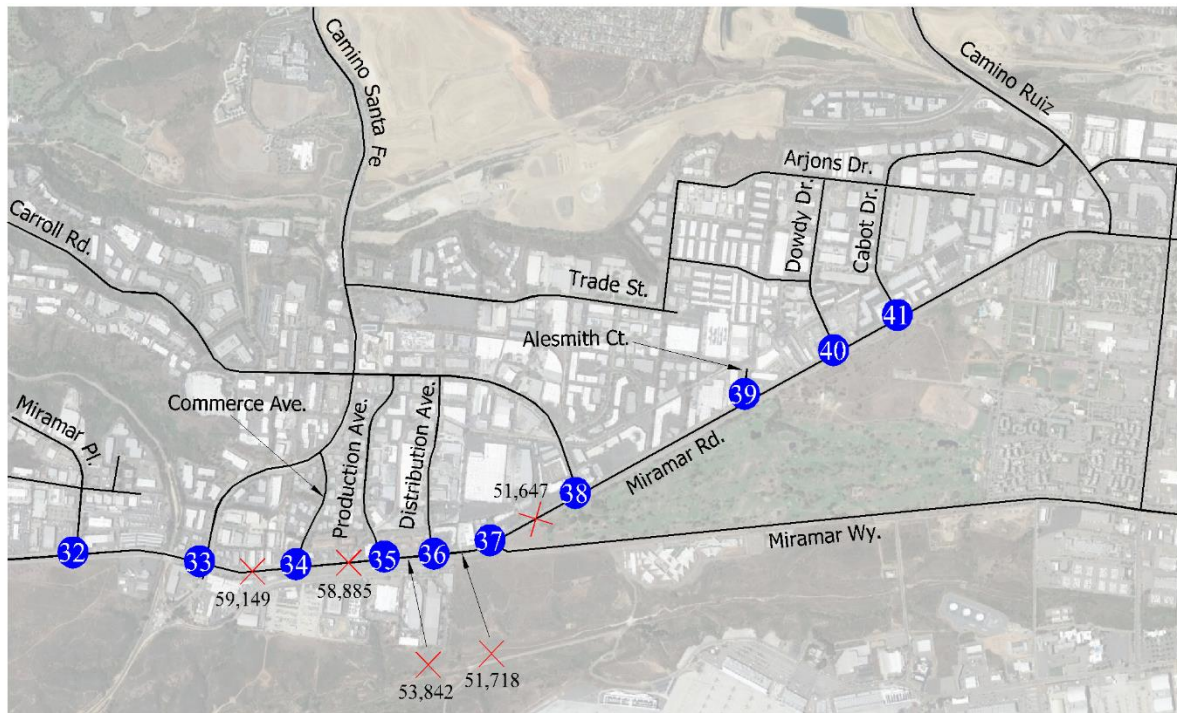 Camino Santa Fe
Camino Ruiz
Arjons Dr.
Dowdy Dr.
Cabot Dr.
Carroll Rd.
Trade St.
Alesmith Ct.
41
40
39
Commerce Ave.
Production Ave.
Distribution Ave.
Miramar Pl.
Miramar Rd.
51,647
38
37
36
35
34
33
32
Miramar Wy.
59,149
58,885
53,842
51,718